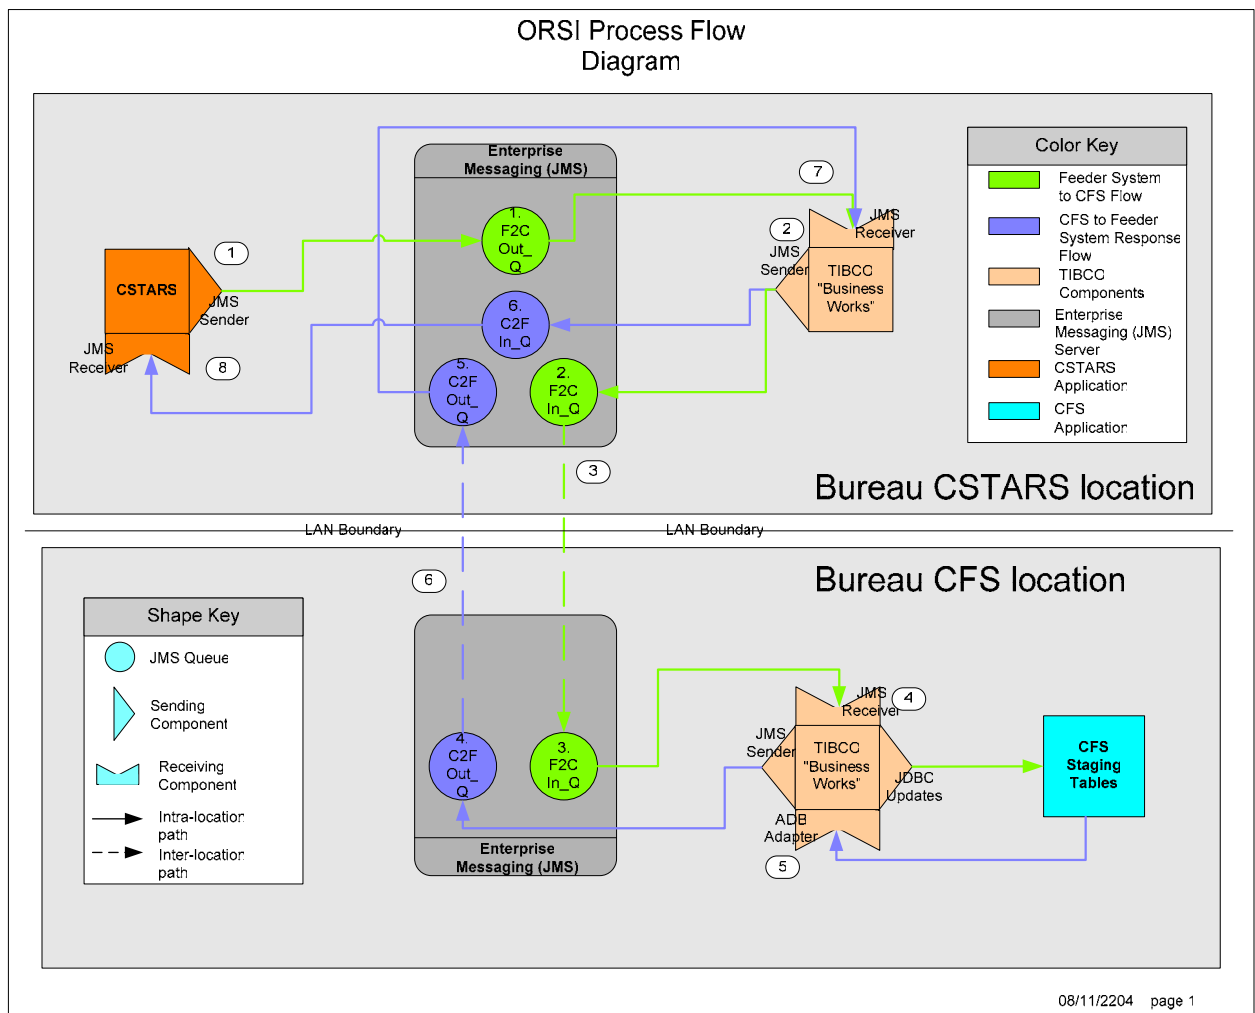 ORSI Process Flow
Diagram
Enterprise
Messaging (JMS)
Color Key
Feeder System
to CFS Flow
CFS to Feeder
System Response
Flow
TIBCO
Components
Enterprise
Messaging (JMS)
Server
CSTARS
Application
CFS
Application
7
1.
F2C
Out_
Q
JMS
Receiver
2
JMS
Sender
TIBCO
"Business
Works"
1
CSTARS
JMS
Sender
6.
C2F
In_Q
JMS
Receiver
8
5.
C2F
Out_
Q
2.
F2C
In_Q
3
Bureau CSTARS location
LAN Boundary
LAN Boundary
6
Bureau CFS location
Shape Key
JMS Queue
Sending
Component
Receiving
Component
Intra-location
path
Inter-location
path
4.
C2F
Out_
Q
3.
F2C
In_Q
Enterprise
Messaging (JMS)
JMS
Receiver
4
JMS
Sender
TIBCO
"Business
Works"
JDBC
Updates
ADB
Adapter
5
CFS
Staging
Tables
08/11/2204 page 1